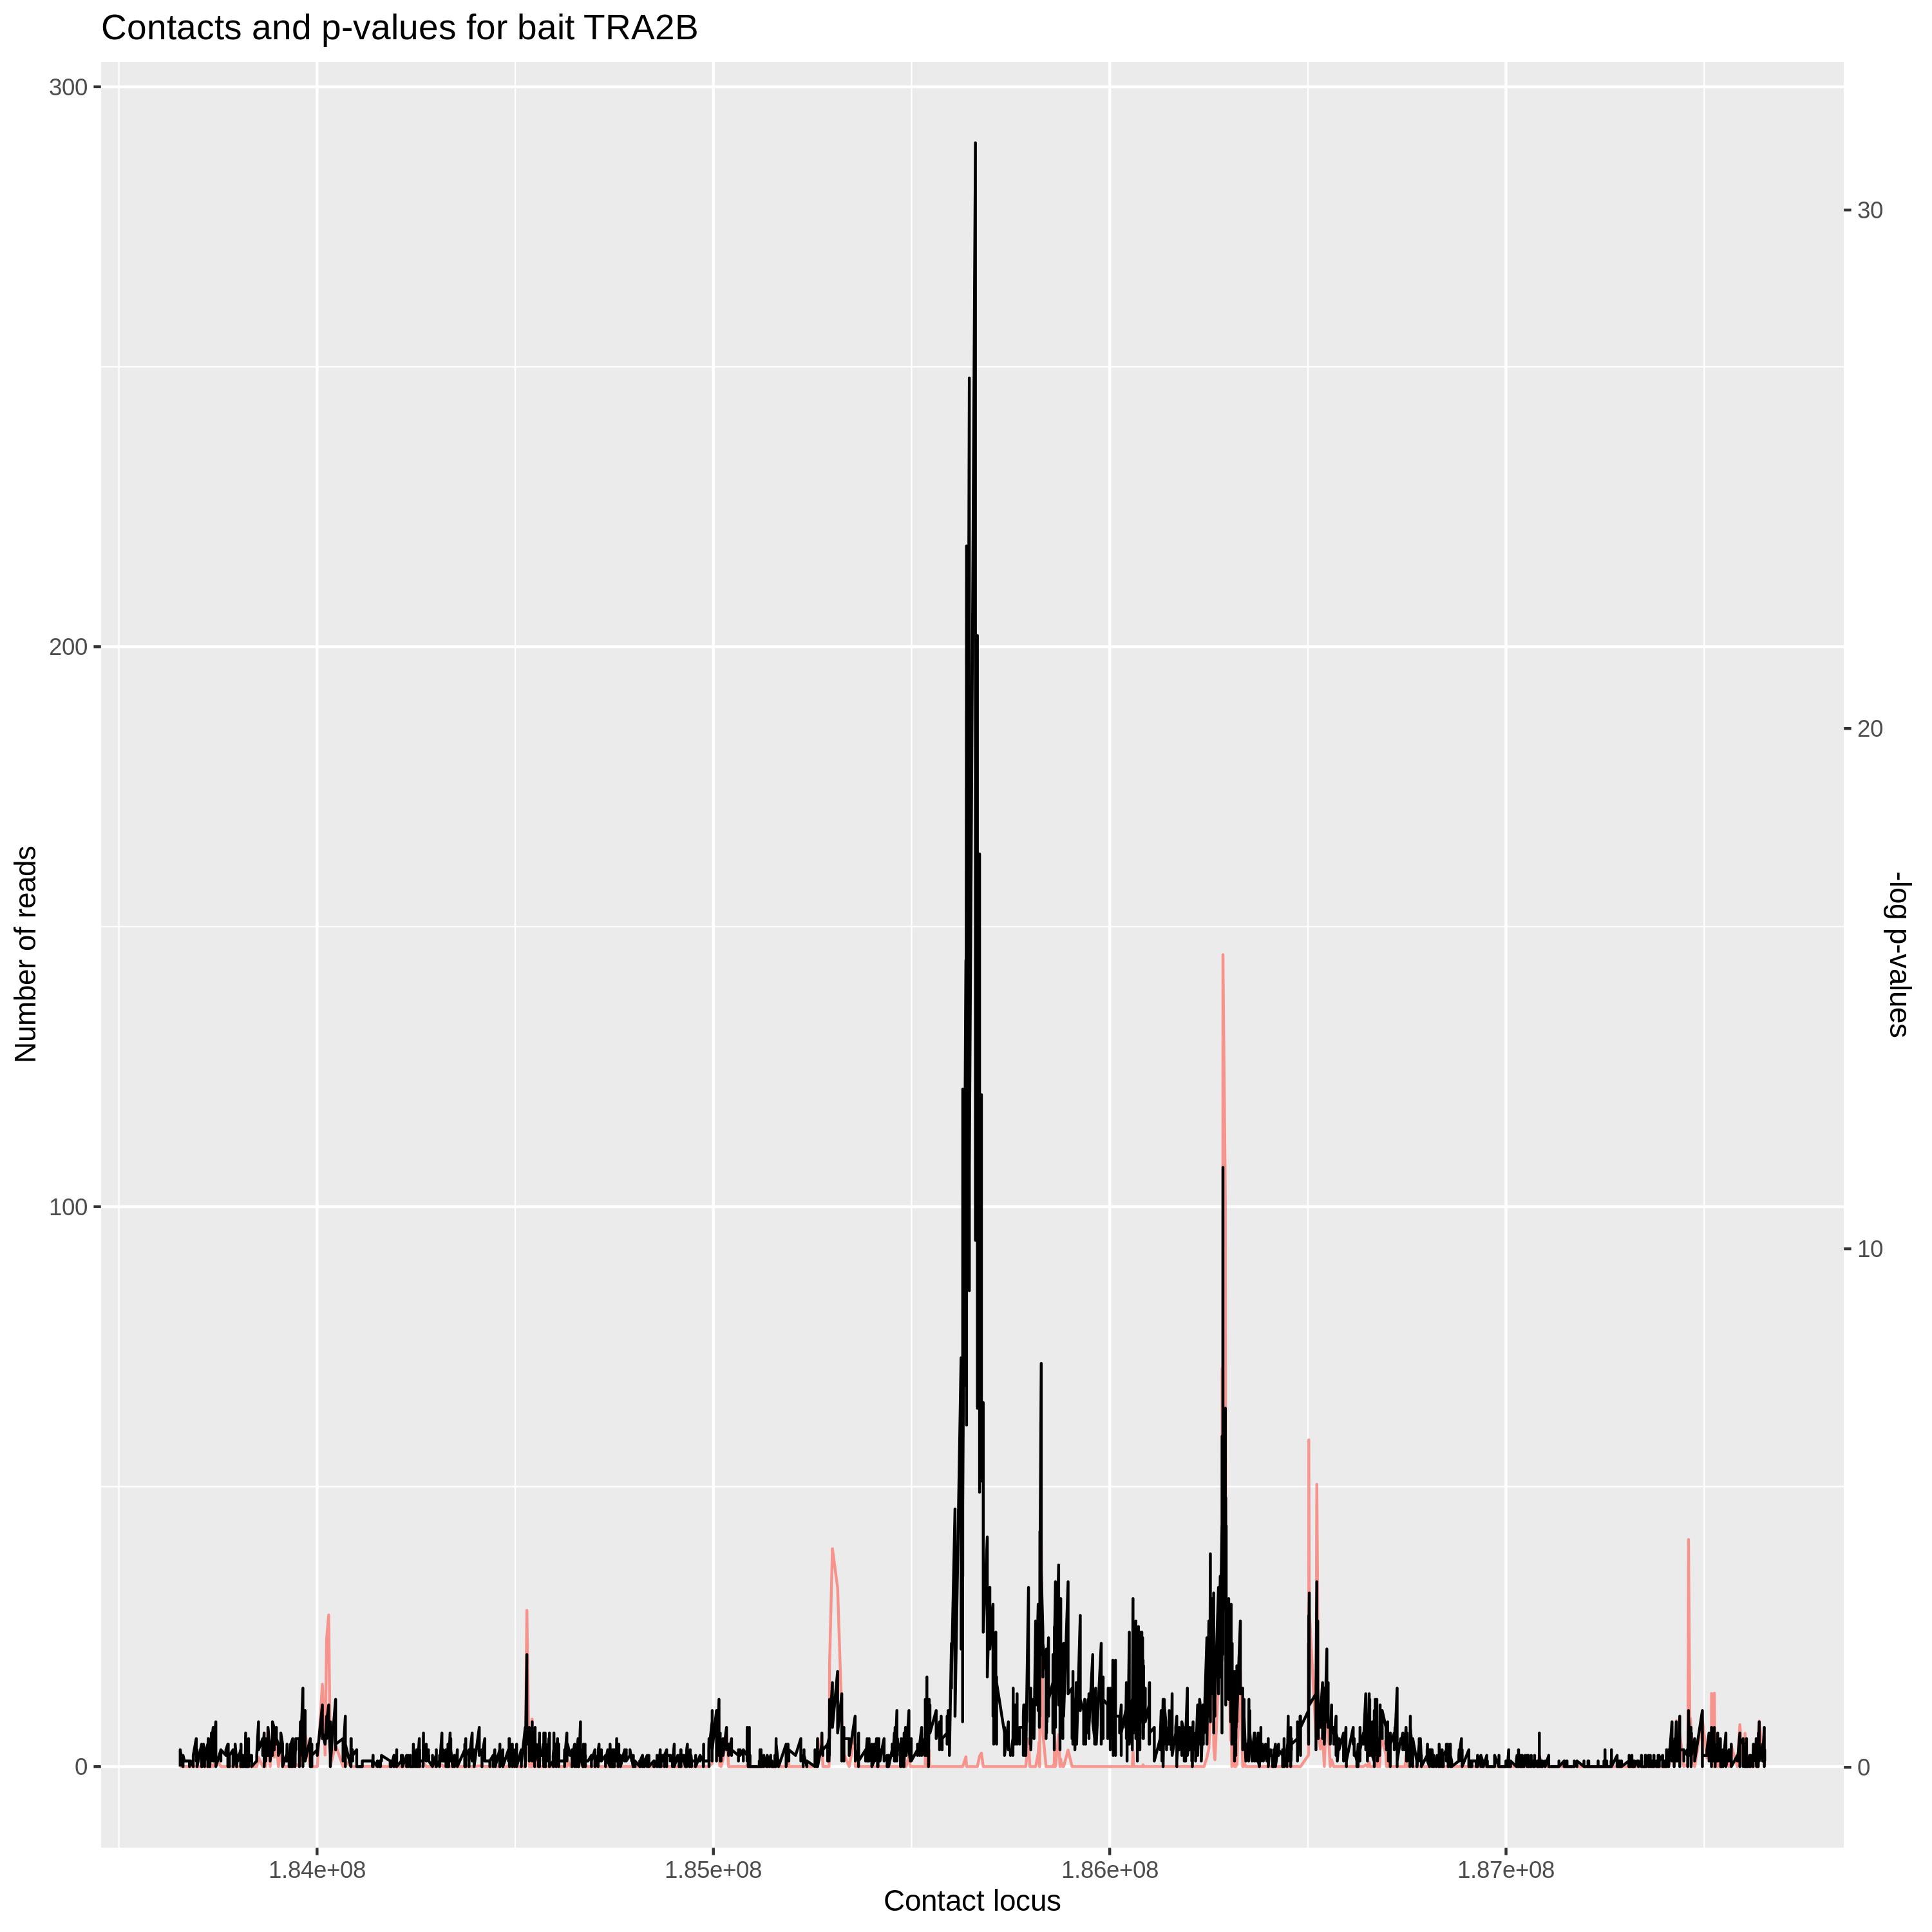 Contacts and p-values for bait TRA2B
300
200
100
0
30
20
10
0
Number of reads
-log p-values
1.84e+08
1.85e+08
1.86e+08
1.87e+08
Contact locus